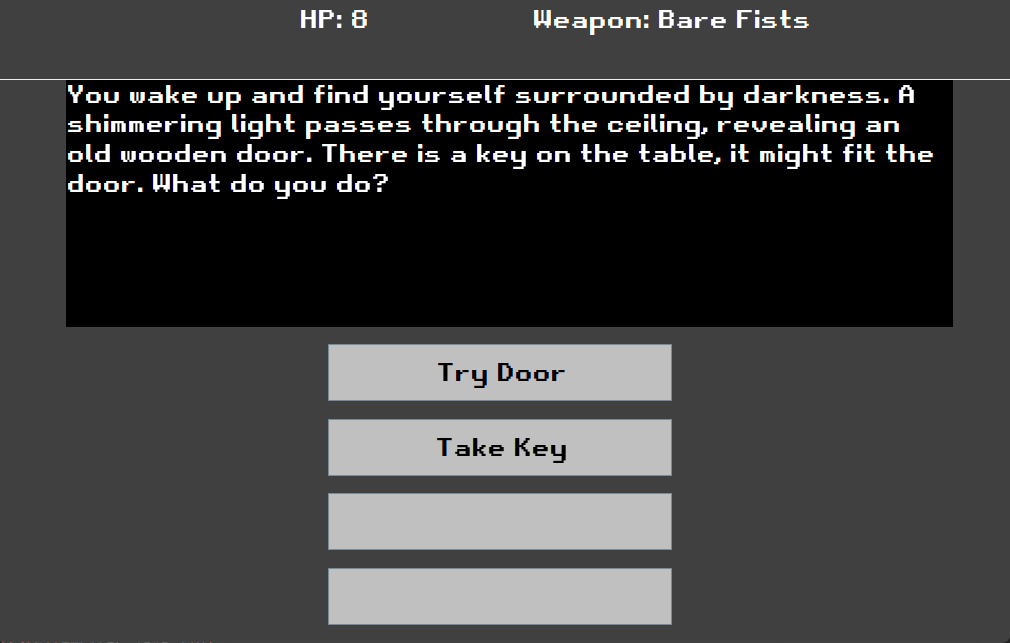 HP: 8 Weapon: Bare Fists
You wake up and find yourself surrounded by darkness. A
shimmering light passes through the ceiling, revealing an
old wooden door. There is a key on the table, it might fit the
door. What do you do?
Try Door
Take Key